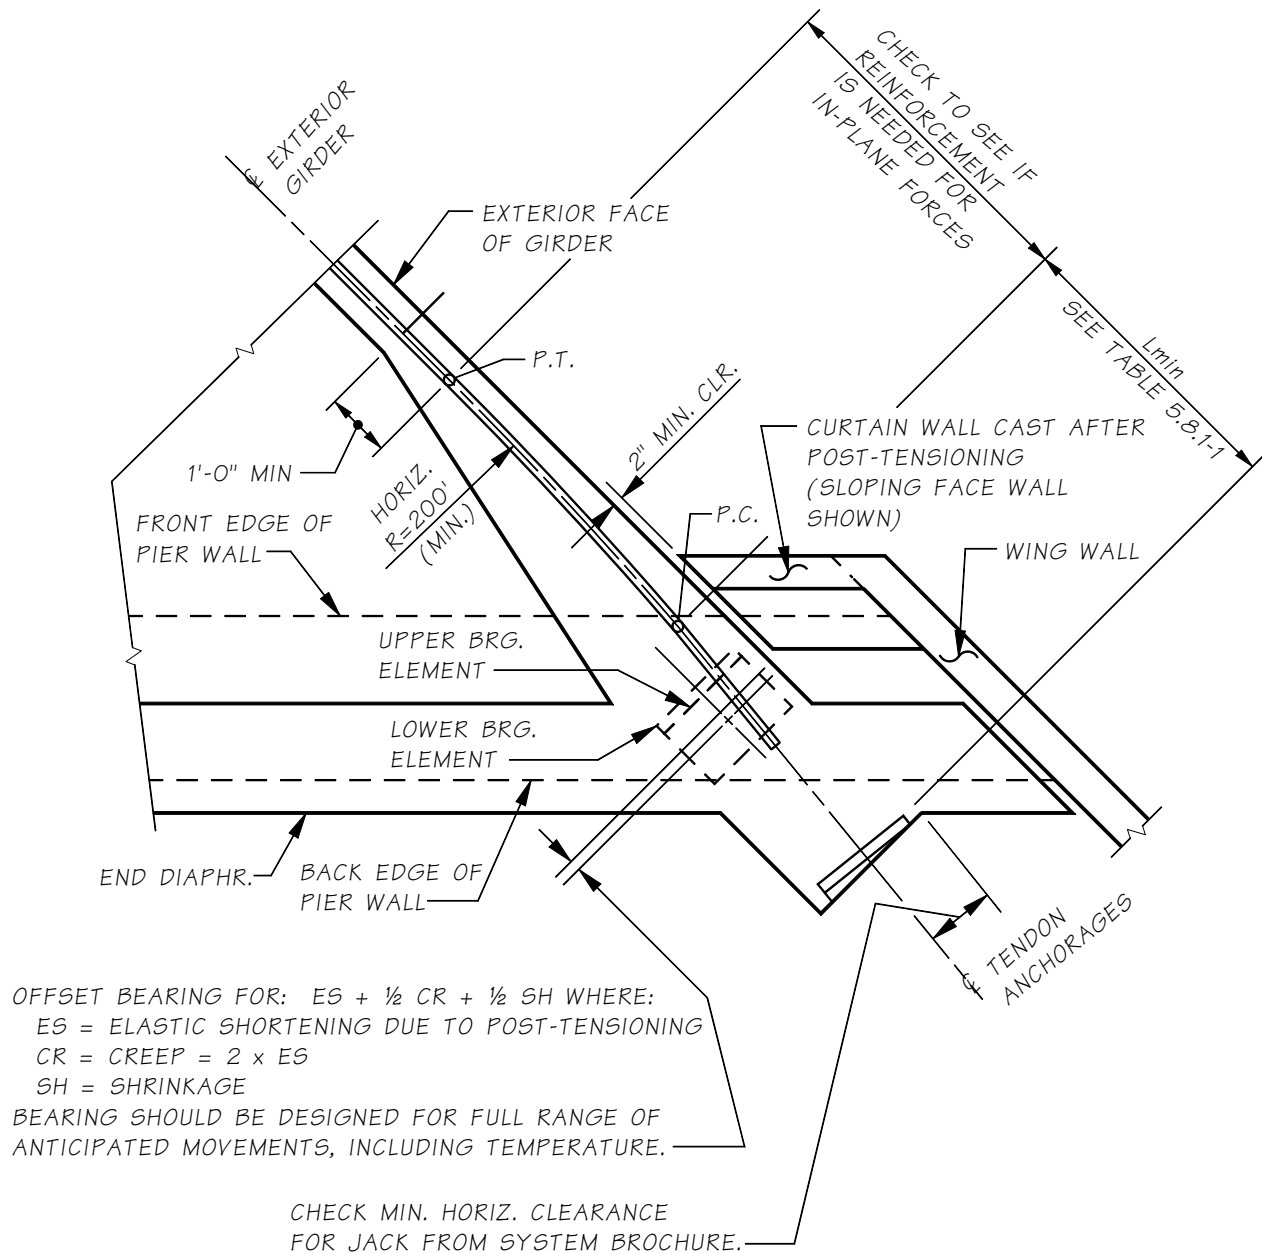 CHECK TO SEE IF
REINFORCEMENT
IS NEEDED FOR
IN-PLANE FORCES
℄ EXTERIOR
GIRDER
EXTERIOR FACE
OF GIRDER
Lmin
SEE TABLE 5.8.1-1
P.T.
2" MIN. CLR.
1'-0" MIN
HORIZ.
R=200'
(MIN.)
CURTAIN WALL CAST AFTER
POST-TENSIONING
(SLOPING FACE WALL
SHOWN)
P.C.
FRONT EDGE OF
PIER WALL
WING WALL
UPPER BRG.
ELEMENT
LOWER BRG.
ELEMENT
END DIAPHR.
BACK EDGE OF
PIER WALL
℄ TENDON
ANCHORAGES
OFFSET BEARING FOR: ES + ½ CR + ½ SH WHERE:
ES = ELASTIC SHORTENING DUE TO POST-TENSIONING
CR = CREEP = 2 x ES
SH = SHRINKAGE
BEARING SHOULD BE DESIGNED FOR FULL RANGE OF
ANTICIPATED MOVEMENTS, INCLUDING TEMPERATURE.
CHECK MIN. HORIZ. CLEARANCE
FOR JACK FROM SYSTEM BROCHURE.